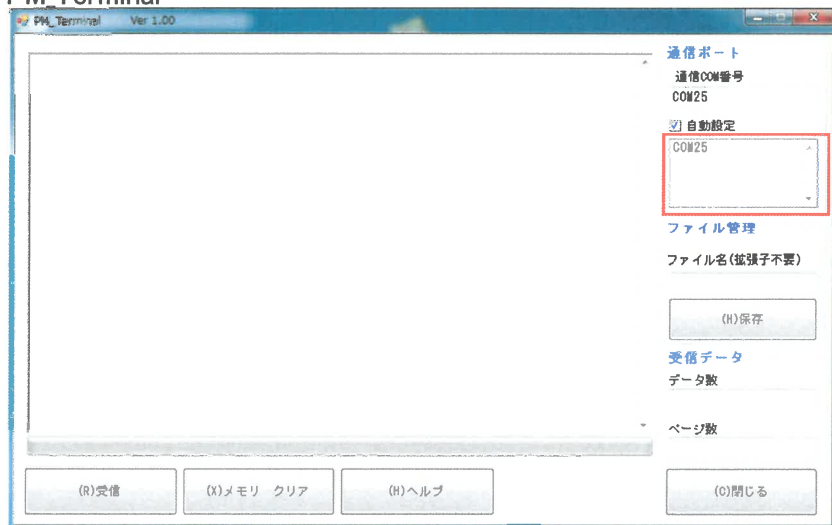 PM_Terminal
PM_Terminal Ver 1.00
通信ポート
通信COM番号
COM25
自動設定
COM25
ファイル管理
ファイル名(拡張子不要)
(H)保存
受信データ
データ数
ページ数
(R)受信
(X)メモリ クリア
(H)ヘルプ
(C)閉じる